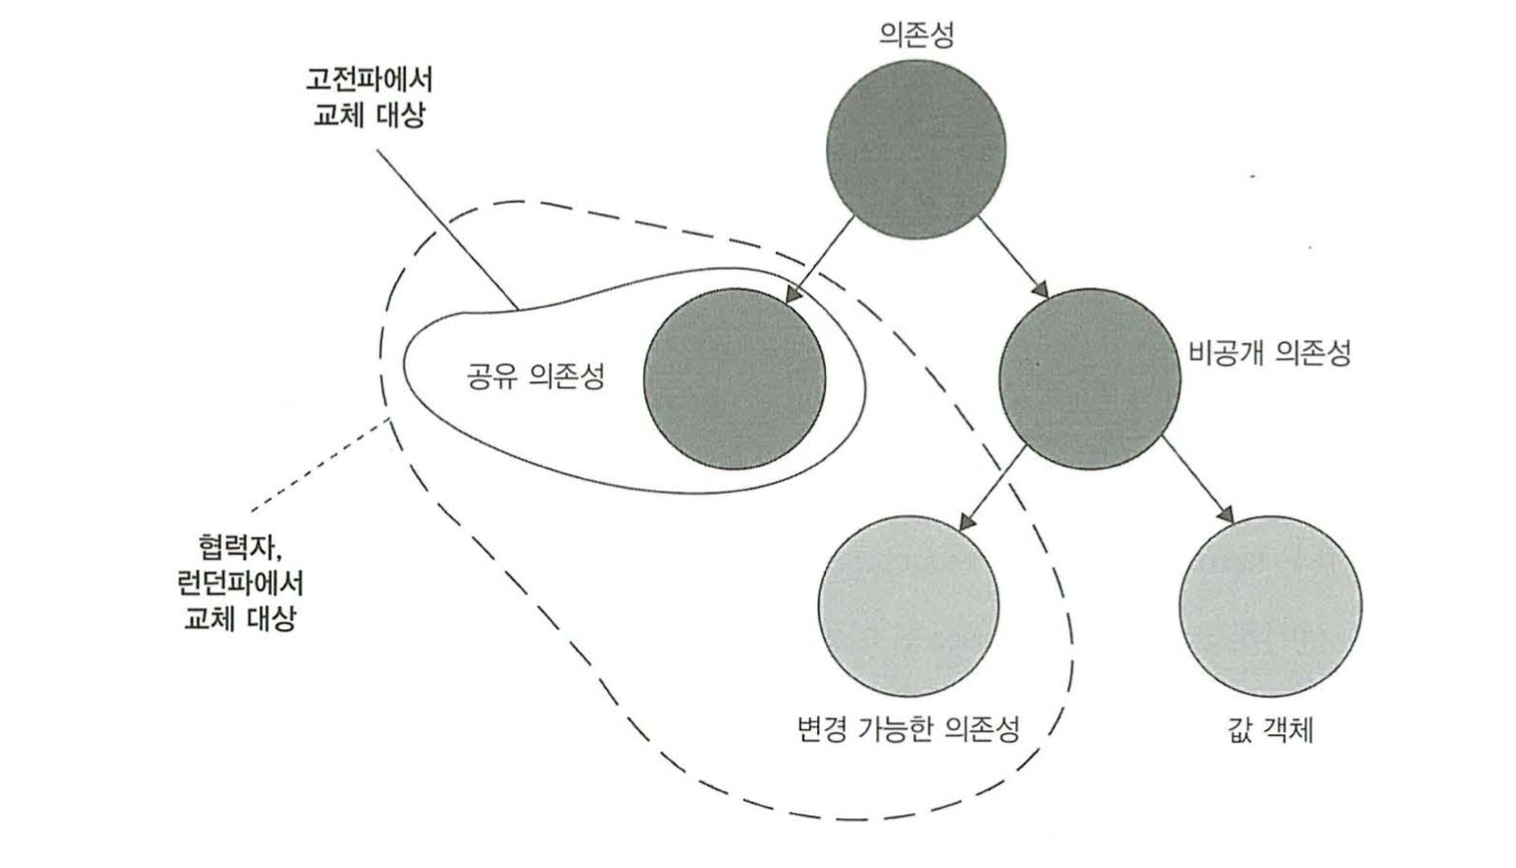 의존성
고전파에서
교체 대상
공유 의존성
비공개 의존성
협력자,
런던파에서
교체 대상
변경 가능한 의존성
값 객체